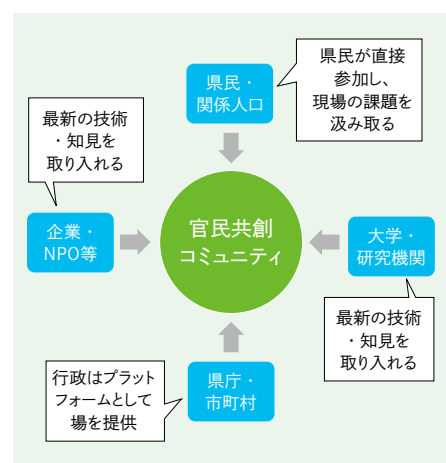 県民・
関係人口
県民が直接
参加し、
現場の課題を
汲み取る
最新の技術
・知見を
取り入れる
企業・
NPO等
官民共創
コミュニティ
大学・
研究機関
最新の技術
・知見を
取り入れる
行政はプラット
フォームとして
場を提供
県庁・
市町村